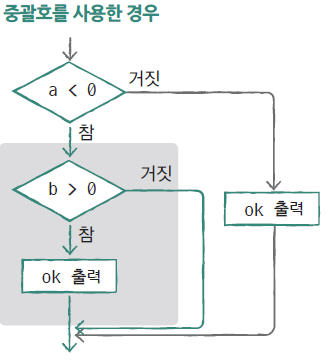 중괄호를 사용한 경우
a < 0
거짓
참
b > 0
거짓
참
ok 출력
ok 출력